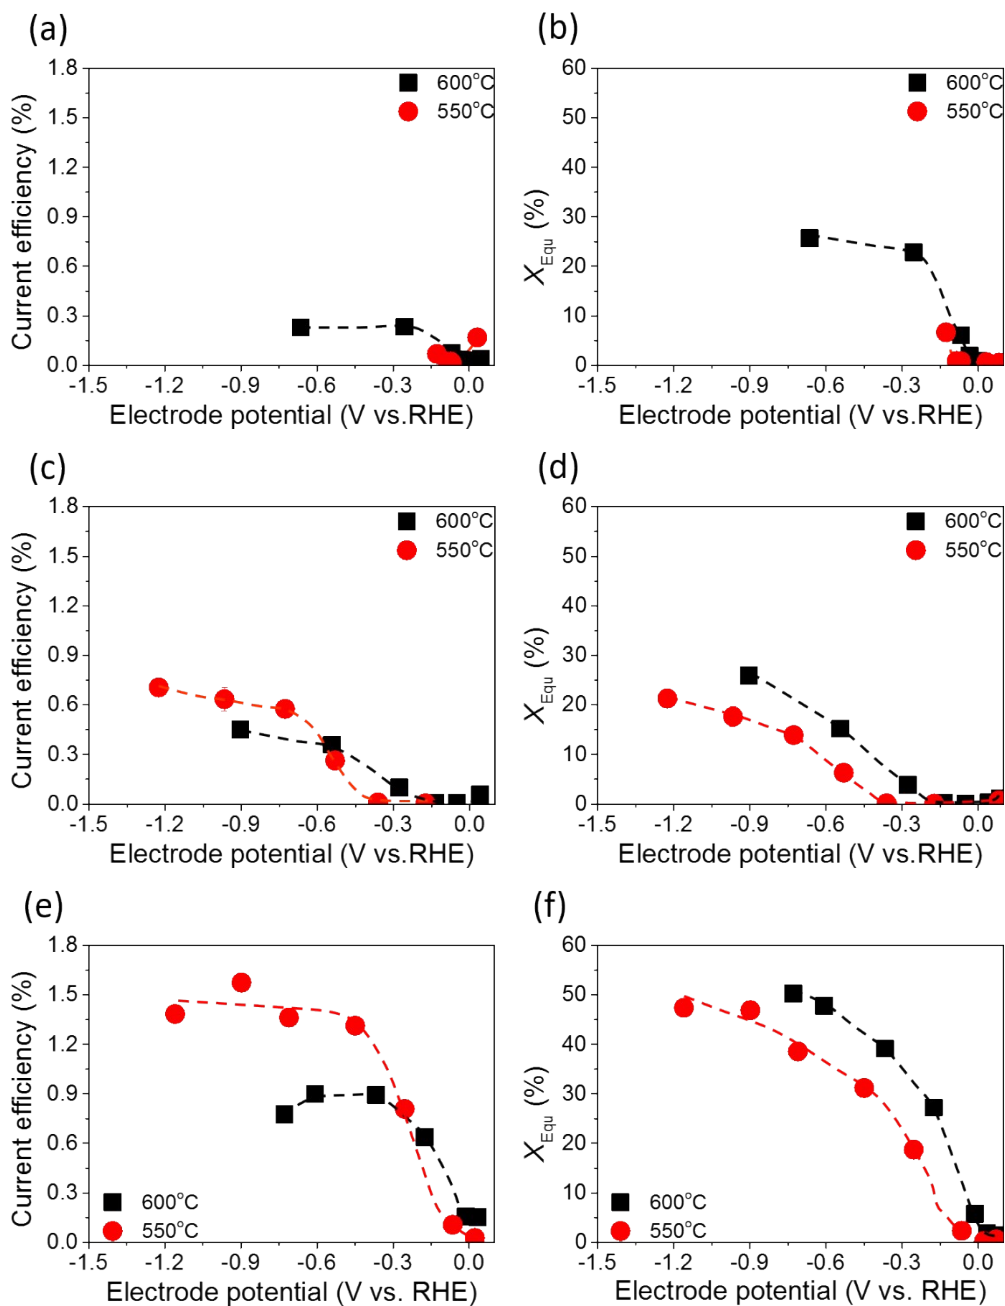 (a)
1.8
1.5
1.2
0.9
0.6
0.3
0.0
Current efficiency (%)
600°C
550°C
-1.5 -1.2 -0.9 -0.6 -0.3 0.0
Electrode potential (V vs.RHE)
(b)
60
50
40
30
20
10
0
XEqu (%)
600°C
550°C
-1.5 -1.2 -0.9 -0.6 -0.3 0.0
Electrode potential (V vs.RHE)
(c)
1.8
1.5
1.2
0.9
0.6
0.3
0.0
Current efficiency (%)
600°C
550°C
-1.5 -1.2 -0.9 -0.6 -0.3 0.0
Electrode potential (V vs.RHE)
(d)
60
50
40
30
20
10
0
XEqu (%)
600°C
550°C
-1.5 -1.2 -0.9 -0.6 -0.3 0.0
Electrode potential (V vs.RHE)
(e)
1.8
1.5
1.2
0.9
0.6
0.3
0.0
Current efficiency (%)
600°C
550°C
-1.5 -1.2 -0.9 -0.6 -0.3 0.0
Electrode potential (V vs. RHE)
(f)
60
50
40
30
20
10
0
XEqu (%)
600°C
550°C
-1.5 -1.2 -0.9 -0.6 -0.3 0.0
Electrode potential (V vs. RHE)